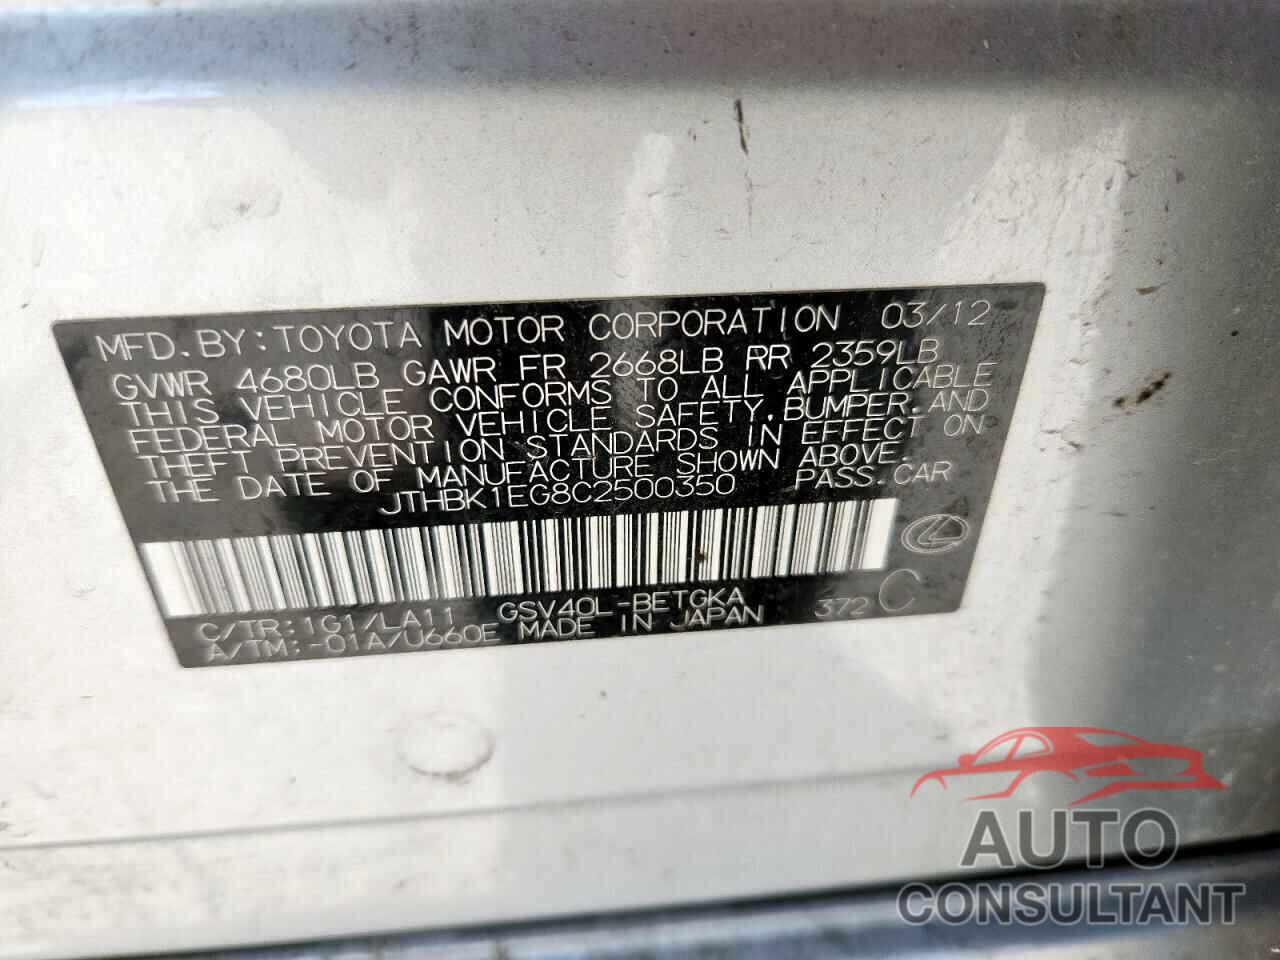 MFD.BY:TOYOTA MOTOR CORPORATION 03/12
GVWR 4680LB GAWR FR 2668LB RR 2359LB
THIS VEHICLE CONFORMS TO ALL APPLICABLE
FEDERAL MOTOR VEHICLE SAFETY,BUMPER,AND
THEFT PREVENTION STANDARDS IN EFFECT ON
THE DATE OF MANUFACTURE SHOWN ABOVE.
JTHBK1EG8C2500350 PASS.CAR
C/TR:1G1/LA11 GSV40L-BETGKA 372 C
A/TM:-01A/U660E MADE IN JAPAN
AUTO
CONSULTANT